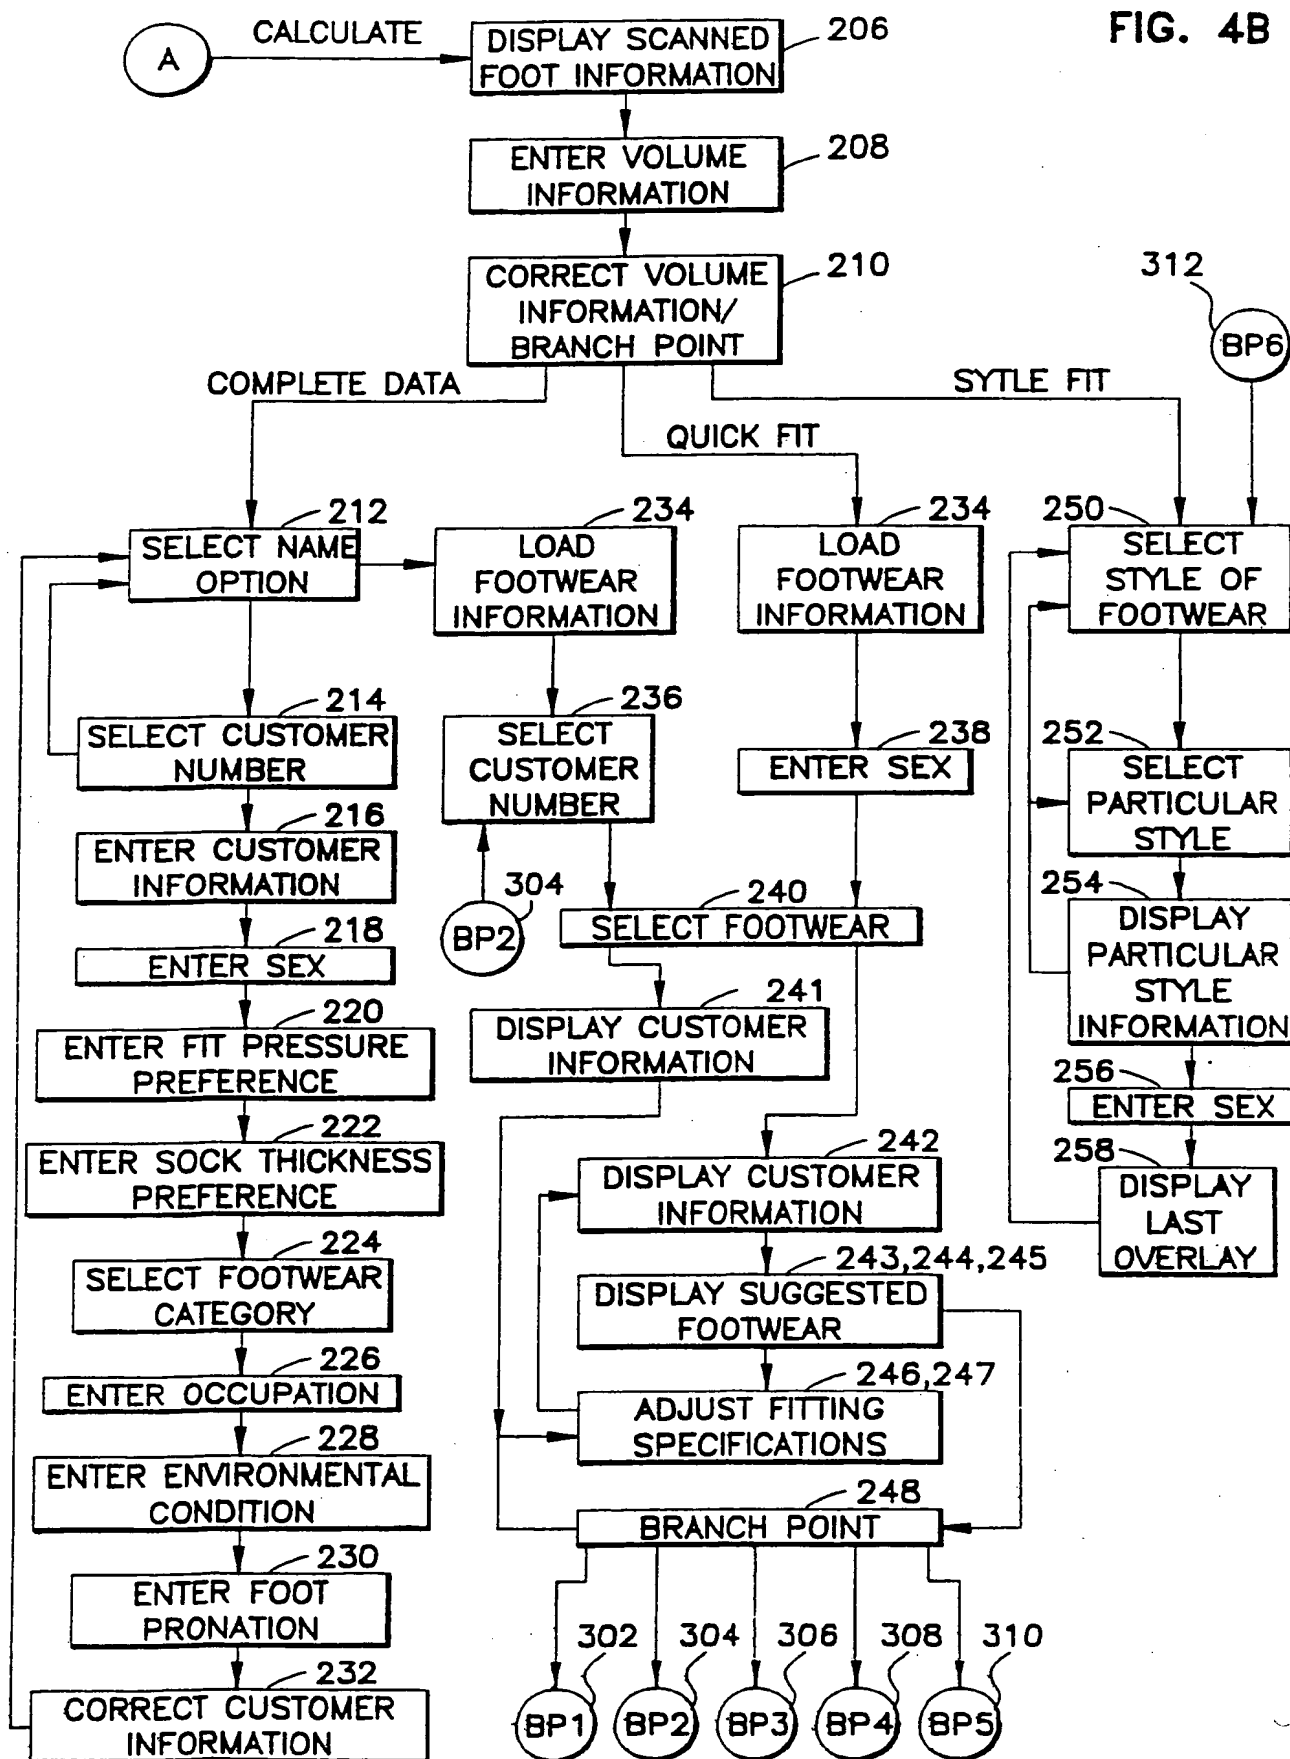 FIG. 4B
A
CALCULATE
DISPLAY SCANNED
FOOT INFORMATION
206
ENTER VOLUME
INFORMATION
208
CORRECT VOLUME
INFORMATION/
BRANCH POINT
210
312
BP6
COMPLETE DATA
QUICK FIT
SYTLE FIT
212
SELECT NAME
OPTION
214
SELECT CUSTOMER
NUMBER
216
ENTER CUSTOMER
INFORMATION
218
ENTER SEX
220
ENTER FIT PRESSURE
PREFERENCE
222
ENTER SOCK THICKNESS
PREFERENCE
224
SELECT FOOTWEAR
CATEGORY
226
ENTER OCCUPATION
228
ENTER ENVIRONMENTAL
CONDITION
230
ENTER FOOT
PRONATION
232
CORRECT CUSTOMER
INFORMATION
234
LOAD
FOOTWEAR
INFORMATION
236
SELECT
CUSTOMER
NUMBER
304
BP2
234
LOAD
FOOTWEAR
INFORMATION
238
ENTER SEX
240
SELECT FOOTWEAR
241
DISPLAY CUSTOMER
INFORMATION
242
DISPLAY CUSTOMER
INFORMATION
243,244,245
DISPLAY SUGGESTED
FOOTWEAR
246,247
ADJUST FITTING
SPECIFICATIONS
248
BRANCH POINT
302
304
306
308
310
BP1
BP2
BP3
BP4
BP5
250
SELECT
STYLE OF
FOOTWEAR
252
SELECT
PARTICULAR
STYLE
254
DISPLAY
PARTICULAR
STYLE
INFORMATION
256
ENTER SEX
258
DISPLAY
LAST
OVERLAY